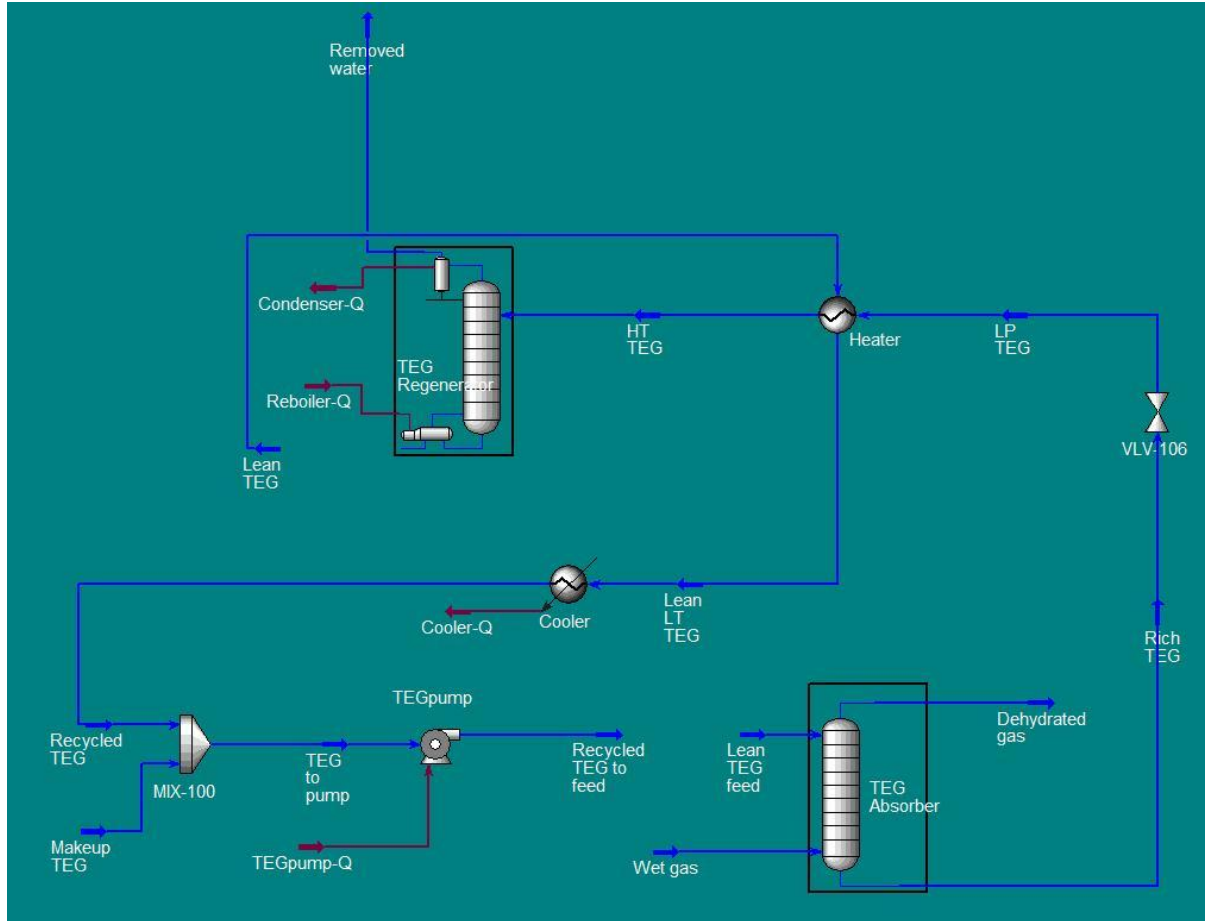 Removed
water
Condenser-Q
HT
TEG
Heater
LP
TEG
TEG
Regenerator
Reboiler-Q
VLV-106
Lean
TEG
Lean
LT
TEG
Cooler-Q
Cooler
Rich
TEG
TEGpump
Dehydrated
gas
Recycled
TEG
TEG
to
pump
Recycled
TEG to
feed
Lean
TEG
feed
TEG
Absorber
MIX-100
Makeup
TEG
TEGpump-Q
Wet gas